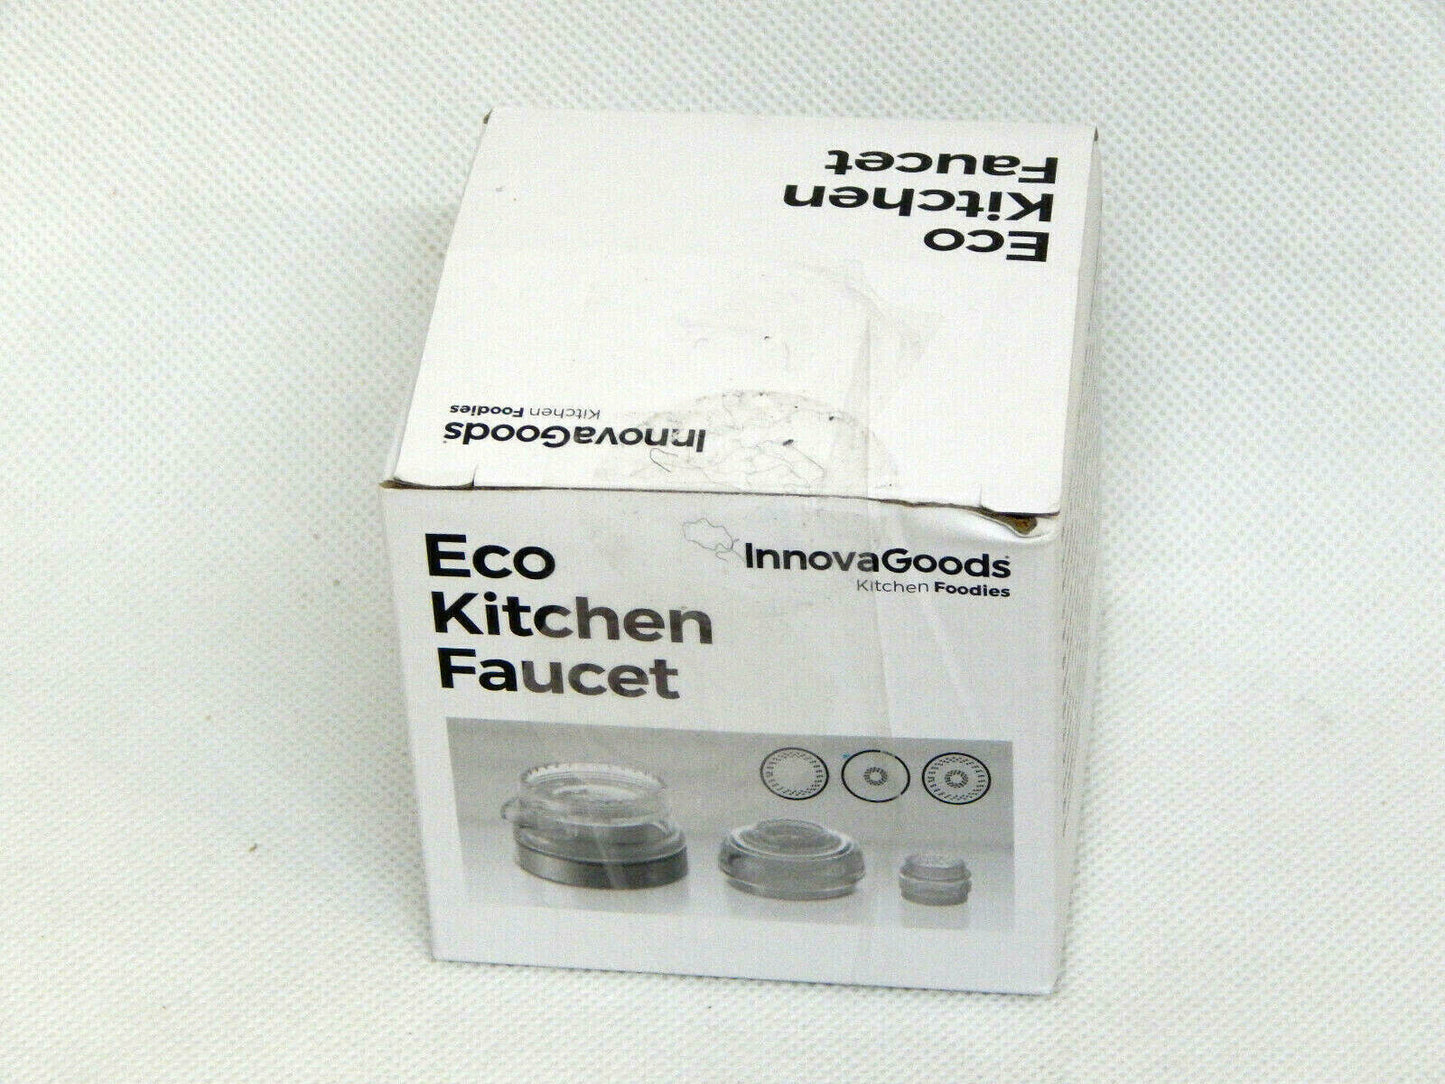 Eco
Kitchen
Faucet
InnovaGoods
Kitchen Foodies
Eco
Kitchen
Faucet
InnovaGoods®
Kitchen Foodies